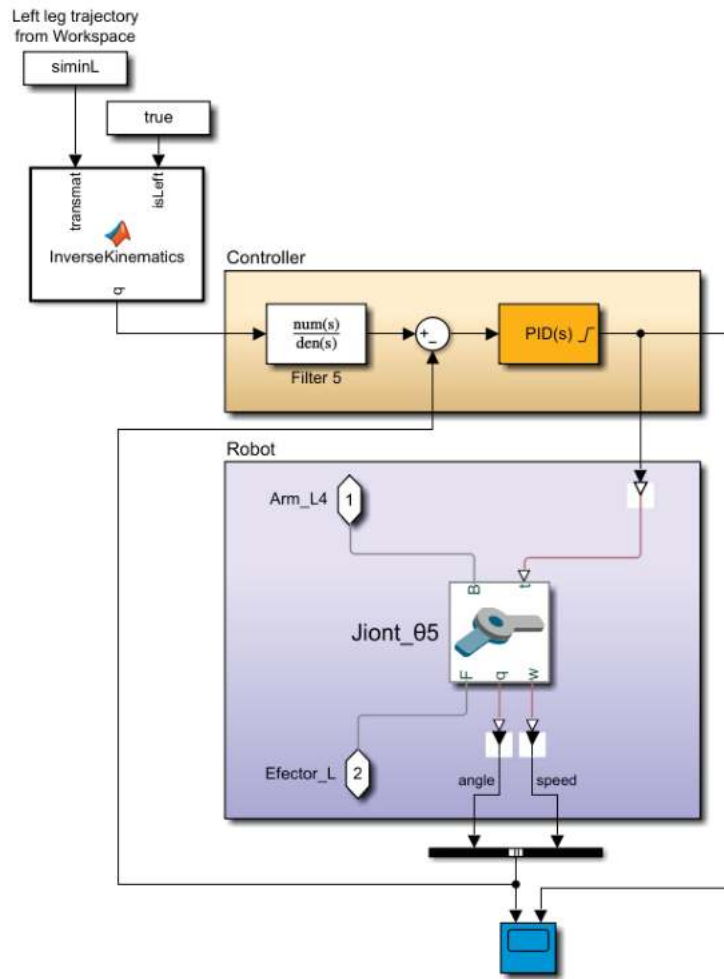 Left leg trajectory
from Workspace
siminL
true
transmat
isLeft
InverseKinematics
q
Controller
num(s)
den(s)
+
−
PID(s)
Filter 5
Robot
Arm_L4
1
B
t
Jiont_θ5
F
q
w
Efector_L
2
angle
speed